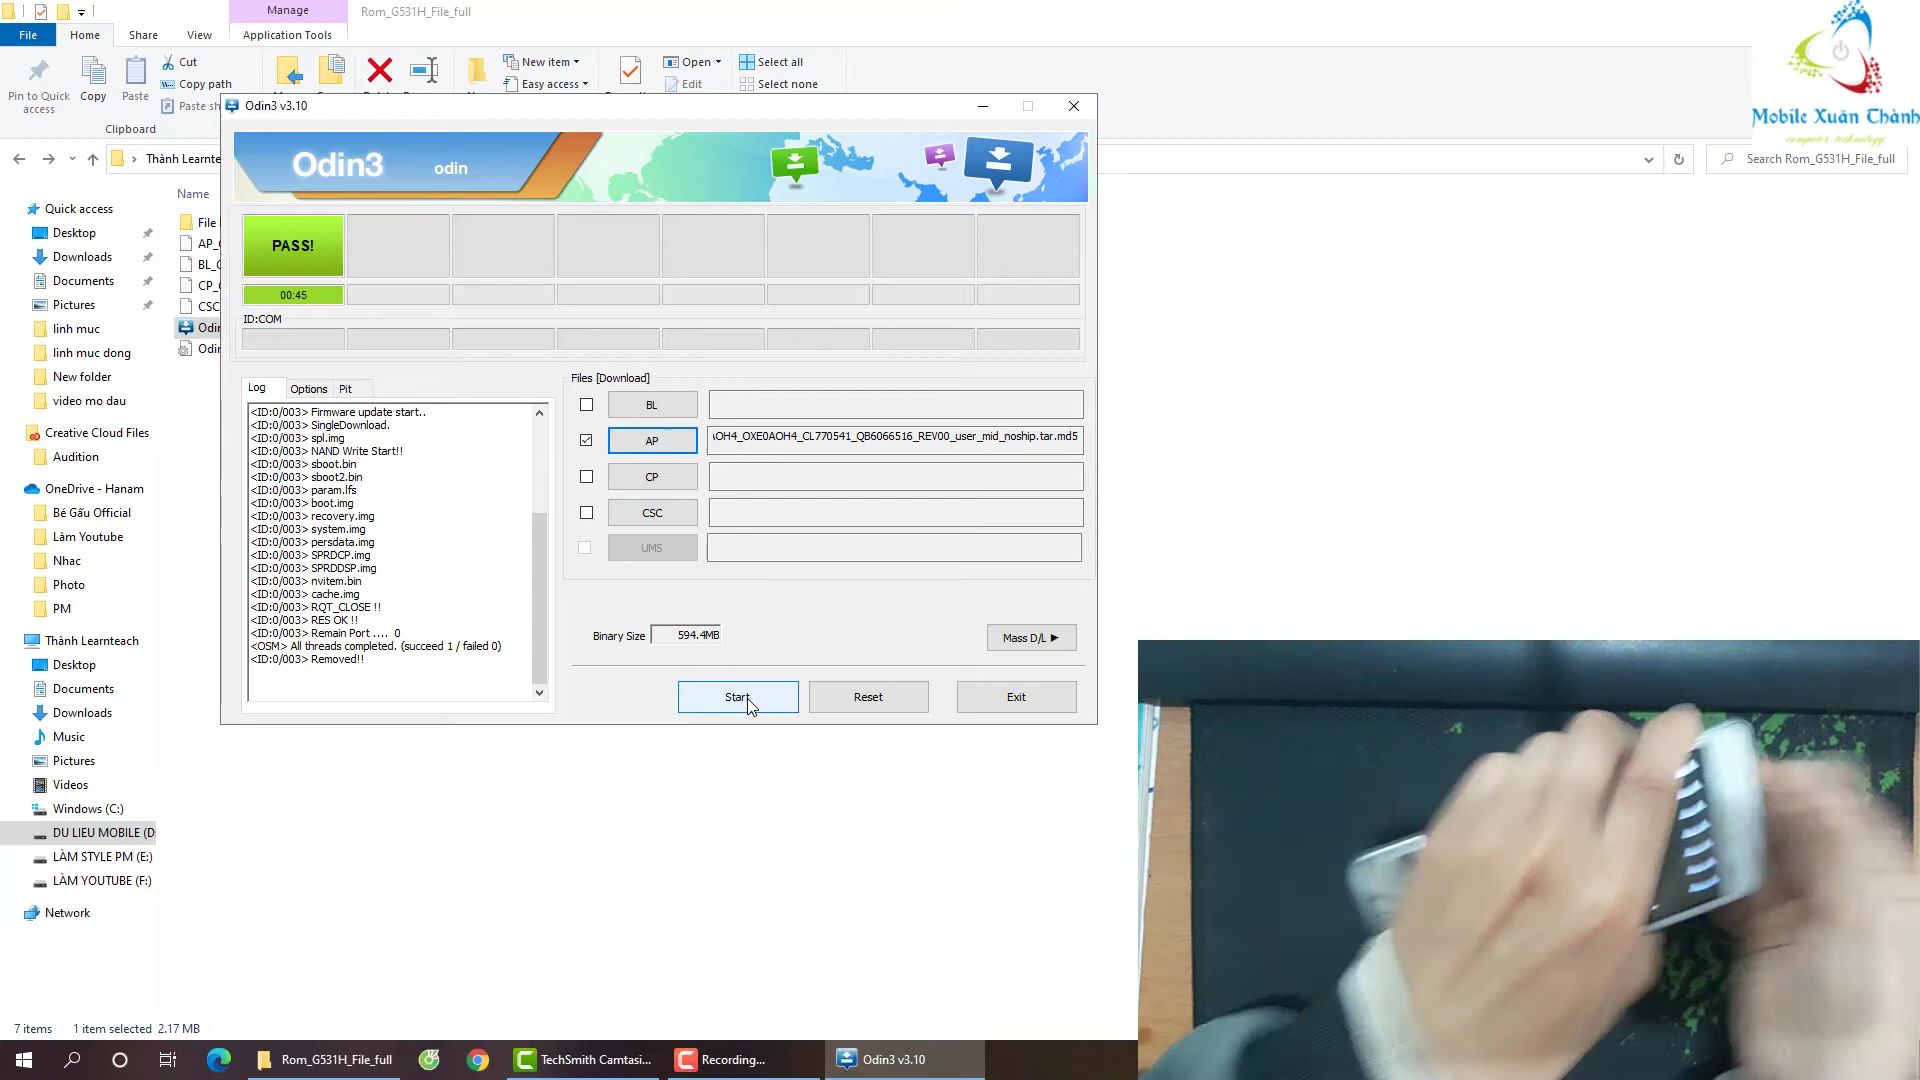 Manage
Rom_G531H_File_full
File
Home
Share
View
Application Tools
Pin to Quick
access
Copy
Paste
Cut
Copy path
Paste sh
Clipboard
New item
Easy access
Open
Edit
Select all
Select none
Mobile Xuân Thành
computer technology
Thành Learnte
Search Rom_G531H_File_full
Name
File
AP_
BL_
CP_
CSC
Odin
Odin
Quick access
Desktop
Downloads
Documents
Pictures
linh muc
linh muc dong
New folder
video mo dau
Creative Cloud Files
Audition
OneDrive - Hanam
Bé Gấu Official
Làm Youtube
Nhac
Photo
PM
Thành Learnteach
Desktop
Documents
Downloads
Music
Pictures
Videos
Windows (C:)
DU LIEU MOBILE (D:
LÀM STYLE PM (E:)
LÀM YOUTUBE (F:)
Network
7 items
1 item selected
2.17 MB
Odin3 v3.10
Odin3
odin
PASS!
00:45
ID:COM
Log
Options
Pit
<ID:0/003> Firmware update start..
<ID:0/003> SingleDownload.
<ID:0/003> spl.img
<ID:0/003> NAND Write Start!!
<ID:0/003> sboot.bin
<ID:0/003> sboot2.bin
<ID:0/003> param.lfs
<ID:0/003> boot.img
<ID:0/003> recovery.img
<ID:0/003> system.img
<ID:0/003> persdata.img
<ID:0/003> SPRDCP.img
<ID:0/003> SPRDDSP.img
<ID:0/003> nvitem.bin
<ID:0/003> cache.img
<ID:0/003> RQT_CLOSE !!
<ID:0/003> RES OK !!
<ID:0/003> Remain Port .... 0
<OSM> All threads completed. (succeed 1 / failed 0)
<ID:0/003> Removed!!
Files [Download]
BL
AP
\OH4_OXE0AOH4_CL770541_QB6066516_REV00_user_mid_noship.tar.md5
CP
CSC
UMS
Binary Size
594.4MB
Mass D/L ►
Start
Reset
Exit
Rom_G531H_File_full
TechSmith Camtasi...
Recording...
Odin3 v3.10